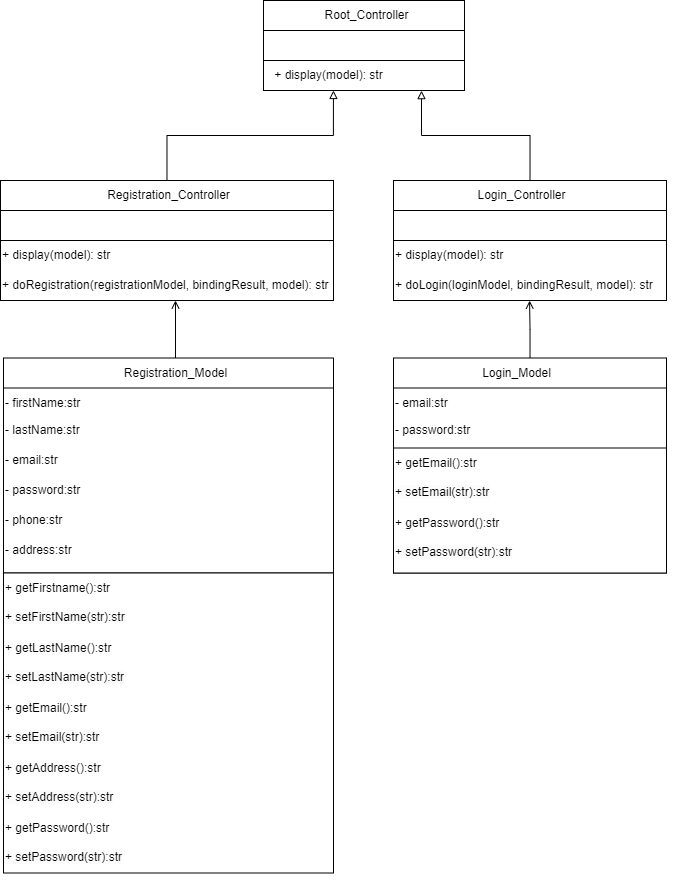 Root_Controller
+ display(model): str
Registration_Controller
+ display(model): str
+ doRegistration(registrationModel, bindingResult, model): str
Login_Controller
+ display(model): str
+ doLogin(loginModel, bindingResult, model): str
Registration_Model
- firstName:str
- lastName:str
- email:str
- password:str
- phone:str
- address:str
+ getFirstname():str
+ setFirstName(str):str
+ getLastName():str
+ setLastName(str):str
+ getEmail():str
+ setEmail(str):str
+ getAddress():str
+ setAddress(str):str
+ getPassword():str
+ setPassword(str):str
Login_Model
- email:str
- password:str
+ getEmail():str
+ setEmail(str):str
+ getPassword():str
+ setPassword(str):str